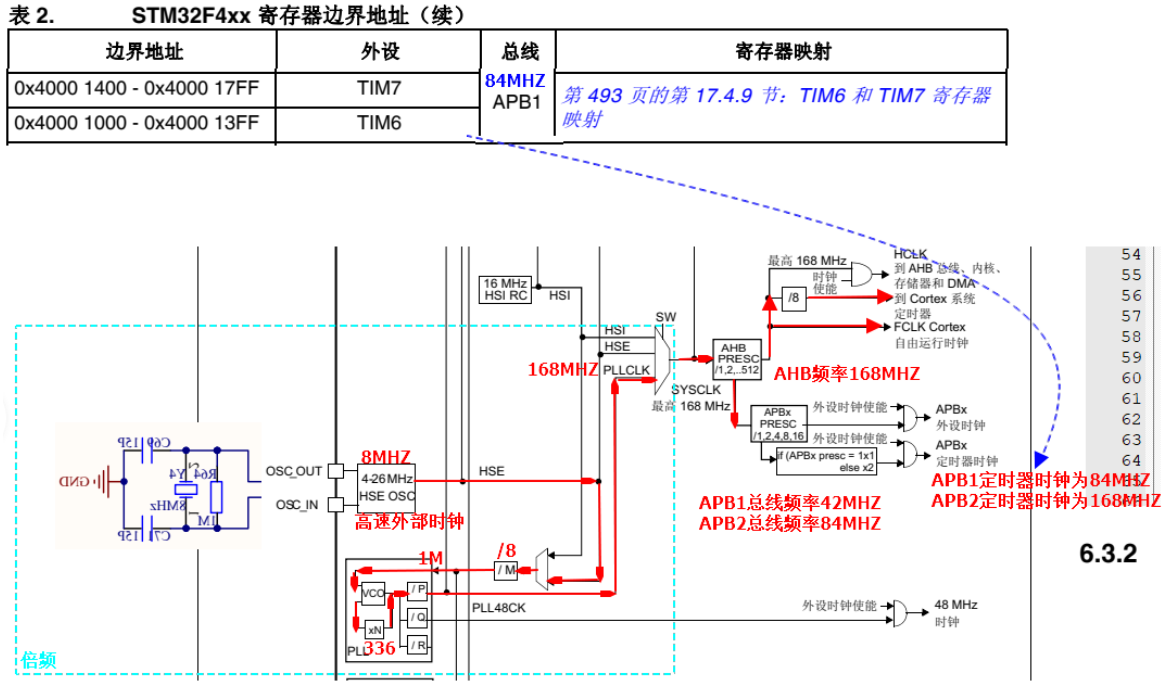 表 2. STM32F4xx 寄存器边界地址（续）
边界地址 外设 总线 寄存器映射
0x4000 1400 - 0x4000 17FF TIM7 84MHZ APB1 第 493 页的第 17.4.9 节：TIM6 和 TIM7 寄存器
映射
0x4000 1000 - 0x4000 13FF TIM6
16 MHz
HSI RC
HSI
SW
HSI
HSE
PLLCLK
168MHZ
SYSCLK
最高 168 MHz
AHB
PRESC
/1,2,..512
AHB频率168MHZ
最高 168 MHz
时钟
使能
/8
HCLK
到 AHB 总线、内核、
存储器和 DMA
到 Cortex 系统
定时器
FCLK Cortex
自由运行时钟
APBx
PRESC
/1,2,4,8,16
外设时钟使能
APBx
外设时钟
外设时钟使能
if (APBx presc = 1x1
else x2
APBx
定时器时钟
APB1定时器时钟为84MHZ
APB2定时器时钟为168MHZ
APB1总线频率42MHZ
APB2总线频率84MHZ
54
55
56
57
58
59
60
61
62
63
64
6.3.2
C69 15P
GND
Y4
R64
8MHz
1M
C71 15P
OSC_OUT
OSC_IN
8MHZ
4-26 MHz
HSE OSC
高速外部时钟
HSE
1M
/8
/ M
VCO
xN
336
PLL
/ P
/ Q
/ R
PLL48CK
外设时钟使能
48 MHz
时钟
倍频